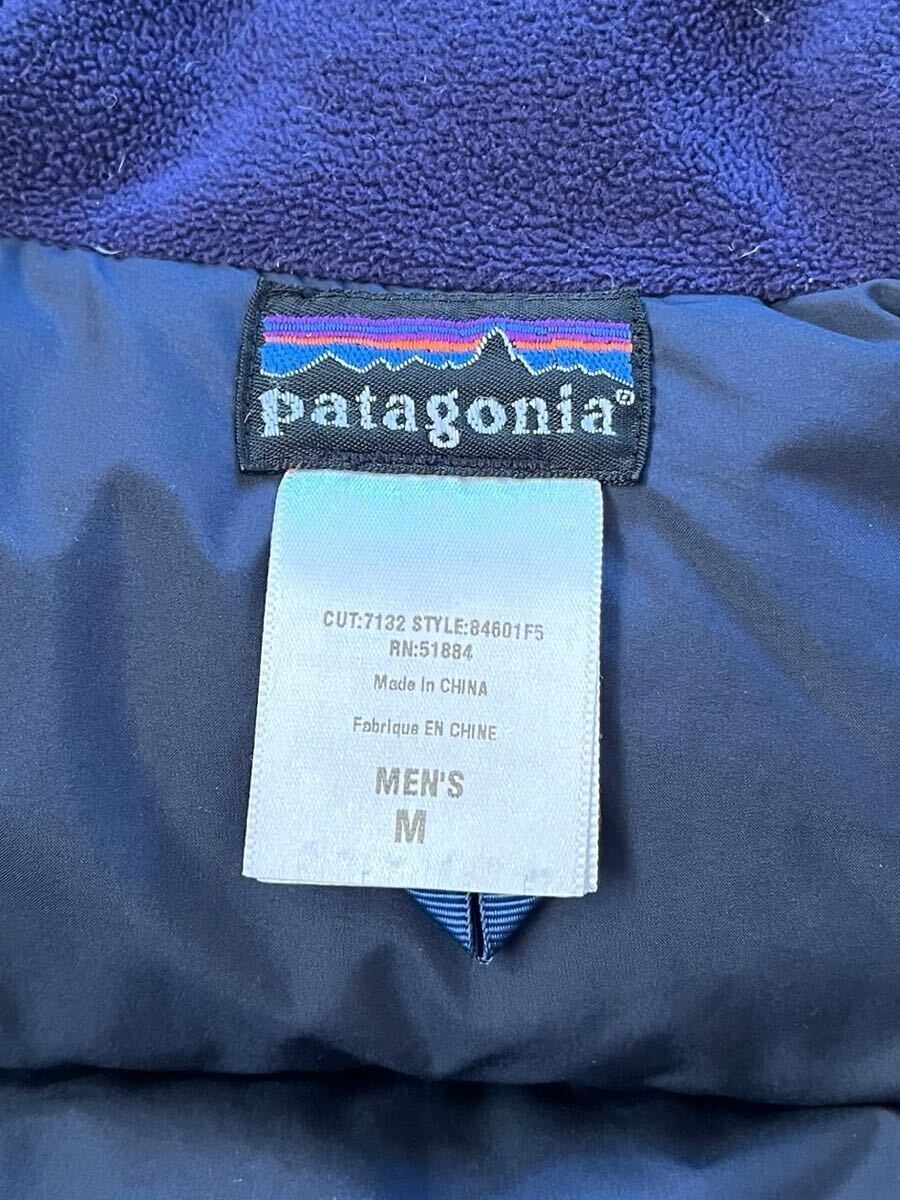 patagonia®
CUT:7132 STYLE:84601F5
RN:51884
Made In CHINA
Fabrique EN CHINE
MEN'S
M